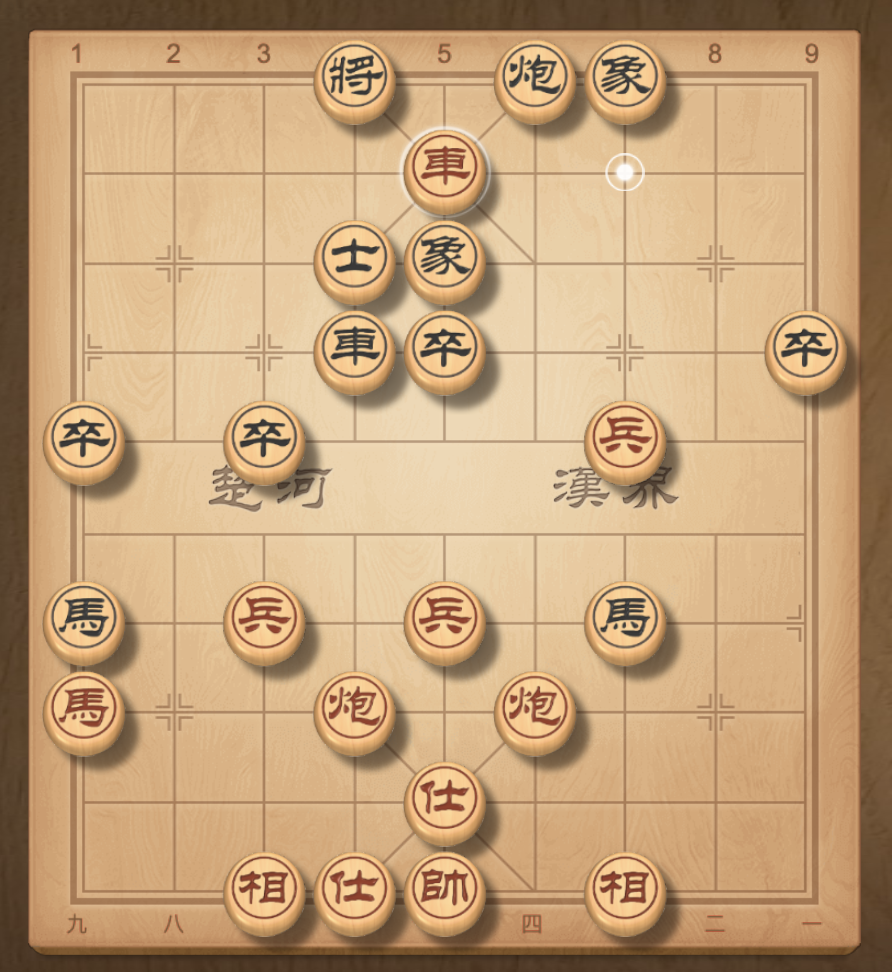 1 2 3 5 8 9
將 炮 象
車
士 象
車 卒 卒
卒 卒 兵
楚河 漢界
馬 兵 兵 馬
馬 炮 炮
仕
相 仕 帥 相
九 八 四 二 一